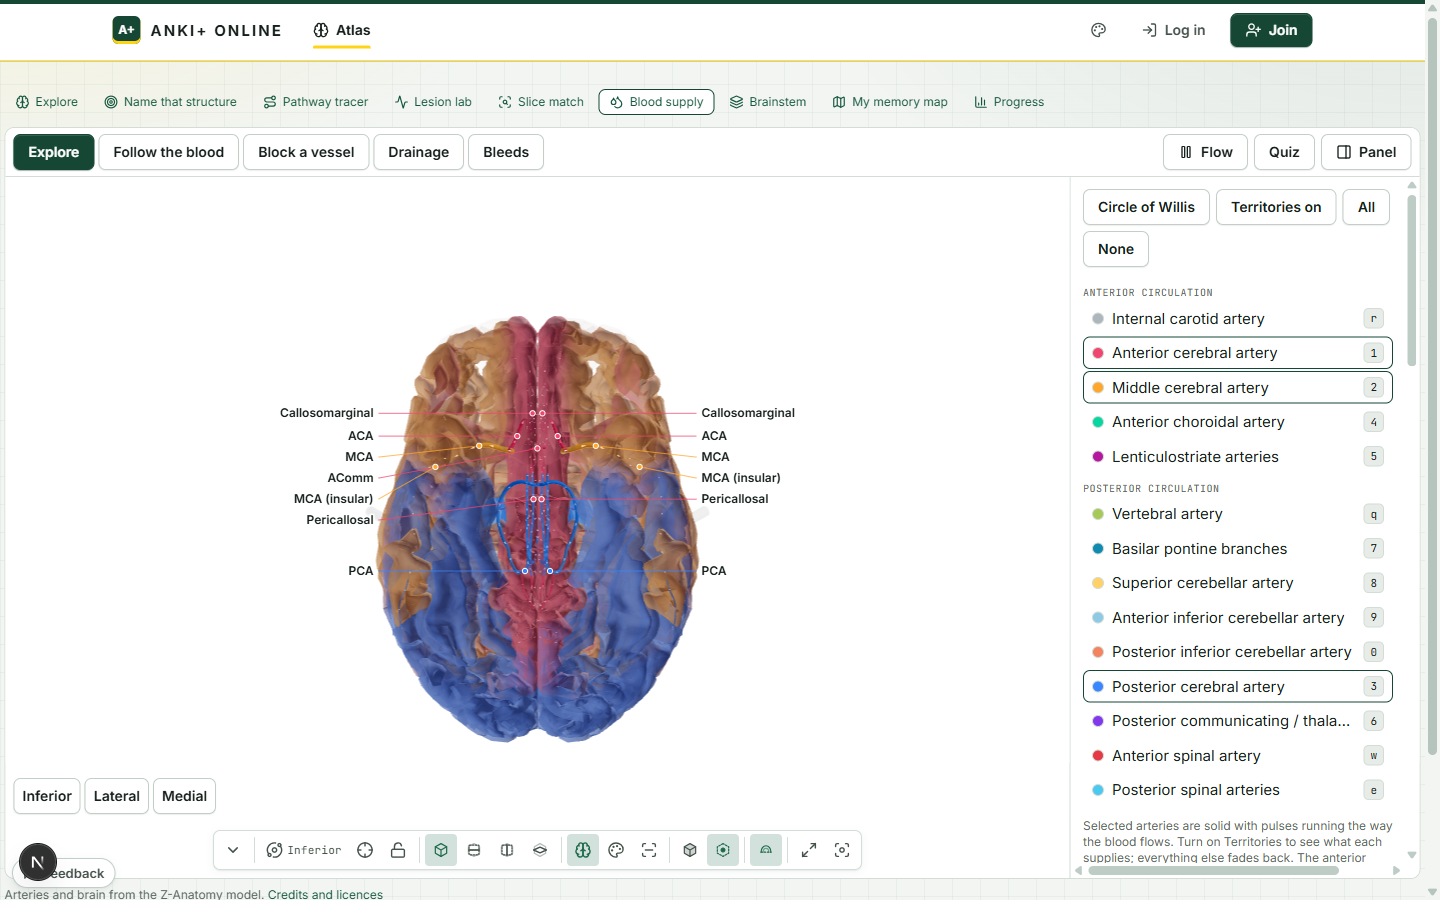 A+ ANKI+ ONLINE Atlas Log in Join
Explore Name that structure Pathway tracer Lesion lab Slice match Blood supply Brainstem My memory map Progress
Explore Follow the blood Block a vessel Drainage Bleeds Flow Quiz Panel
Callosomarginal Callosomarginal
ACA ACA
MCA MCA
AComm MCA (insular)
MCA (insular) Pericallosal
Pericallosal
PCA PCA
Inferior Lateral Medial
Inferior
N
eedback
Circle of Willis Territories on All
None
ANTERIOR CIRCULATION
Internal carotid artery r
Anterior cerebral artery 1
Middle cerebral artery 2
Anterior choroidal artery 4
Lenticulostriate arteries 5
POSTERIOR CIRCULATION
Vertebral artery q
Basilar pontine branches 7
Superior cerebellar artery 8
Anterior inferior cerebellar artery 9
Posterior inferior cerebellar artery 0
Posterior cerebral artery 3
Posterior communicating / thala... 6
Anterior spinal artery w
Posterior spinal arteries e
Selected arteries are solid with pulses running the way
the blood flows. Turn on Territories to see what each
supplies; everything else fades back. The anterior
Arteries and brain from the Z-Anatomy model. Credits and licences